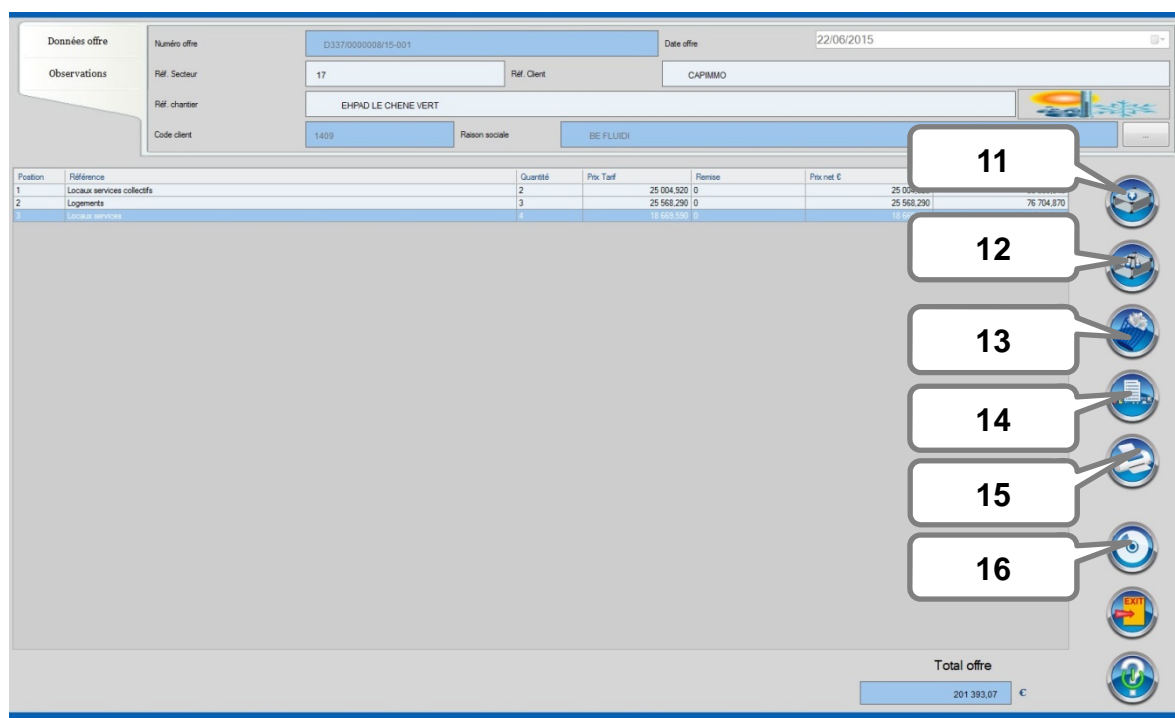 Données offre
Numéro offre D337/0000008/15-001 Date offre 22/06/2015
Observations
Réf. Secteur 17 Réf. Client CAPIMMO
Réf. chantier EHPAD LE CHENE VERT
Code client 1409 Raison sociale BE FLUIDI ...
Position Référence Quantité Prix Tarif Remise Prix net €
1 Locaux services collectifs 2 25 004,920 0
2 Logements 3 25 568,290 0 25 568,290 76 704,870
3 Locaux services 4 18 669,590 0
11
12
13
14
15
16
EXIT
Total offre
201 393,07 €